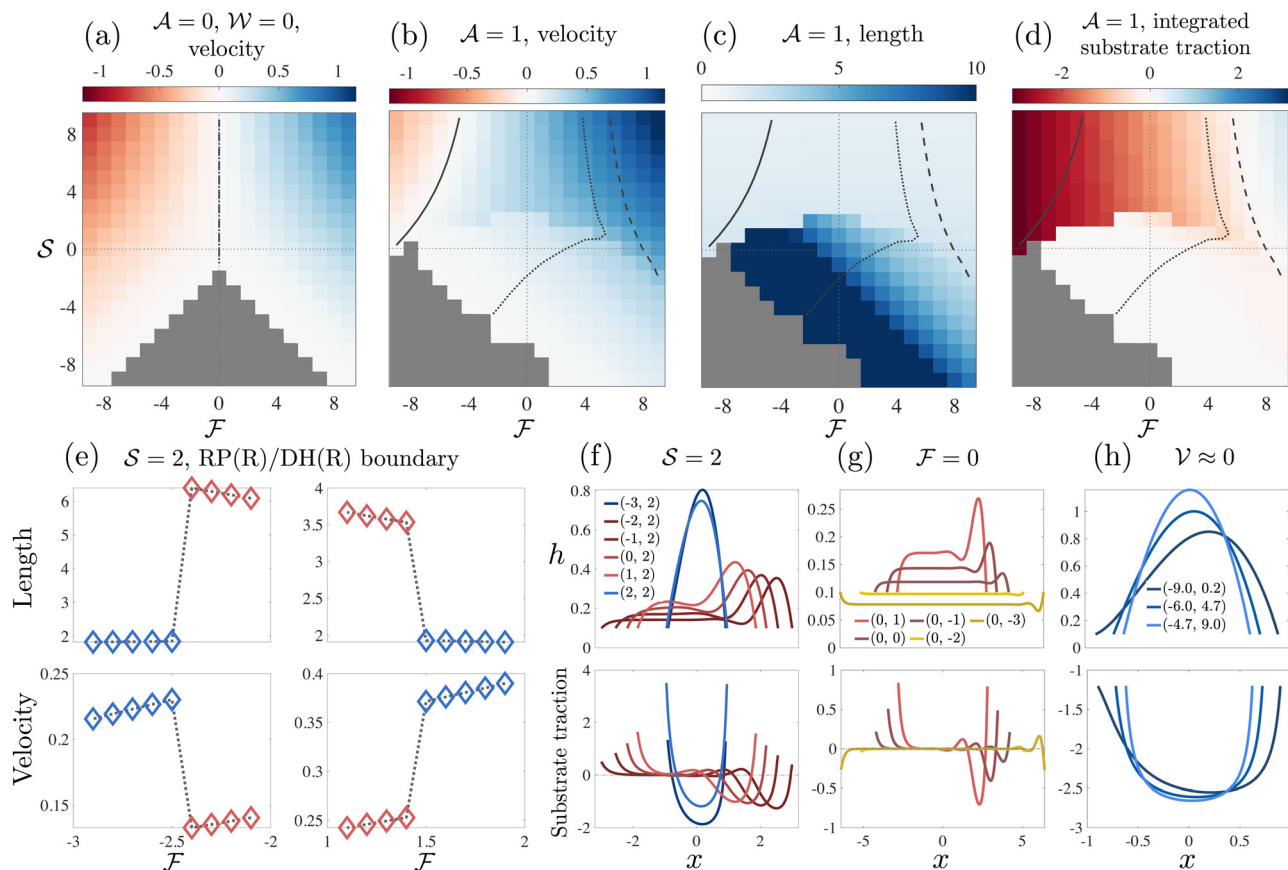 (a) 𝒜 = 0, 𝒲 = 0,
velocity
-1 -0.5 0 0.5 1
8
4
0
-4
-8
𝒮
-8 -4 0 4 8
ℱ
(b) 𝒜 = 1, velocity
-1 -0.5 0 0.5 1
-8 -4 0 4 8
ℱ
(c) 𝒜 = 1, length
0 5 10
-8 -4 0 4 8
ℱ
(d) 𝒜 = 1, integrated
substrate traction
-2 0 2
-8 -4 0 4 8
ℱ
(e) 𝒮 = 2, RP(R)/DH(R) boundary
Length
6
5
4
3
2
4
3.5
3
2.5
2
Velocity
0.25
0.2
0.15
-3 -2.5 -2
ℱ
0.4
0.35
0.3
0.25
1 1.5 2
ℱ
(f) 𝒮 = 2
h
0.8
0.6
0.4
0.2
0
(-3, 2)
(-2, 2)
(-1, 2)
(0, 2)
(1, 2)
(2, 2)
Substrate traction
4
2
0
-2
-2 0 2
x
(g) ℱ = 0
0.25
0.2
0.15
0.1
0.05
0
(0, 1) (0, -1) (0, -3)
(0, 0) (0, -2)
1
0.5
0
-0.5
-1
-5 0 5
x
(h) 𝒱 ≈ 0
1
0.8
0.6
0.4
0.2
0
(-9.0, 0.2)
(-6.0, 4.7)
(-4.7, 9.0)
-1
-1.5
-2
-2.5
-3
-0.5 0 0.5
x